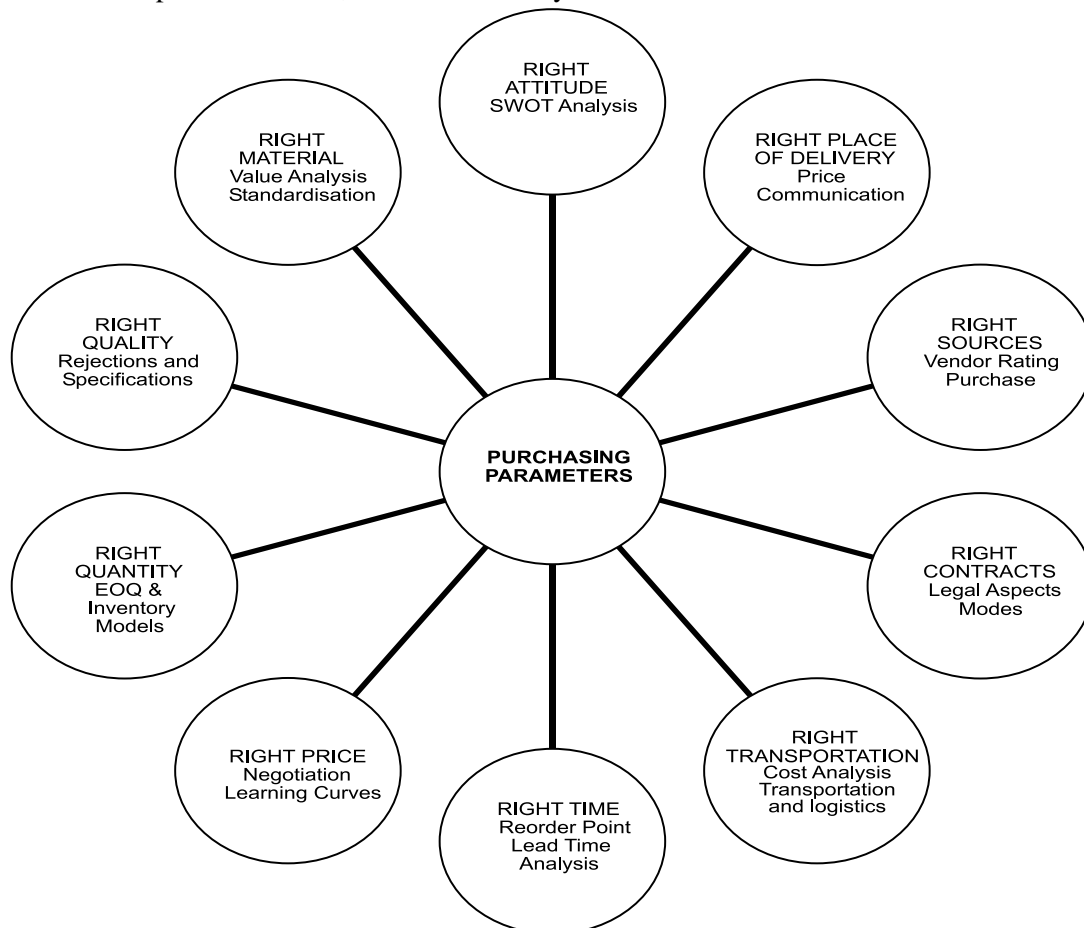 RIGHT
ATTITUDE
SWOT Analysis
RIGHT PLACE
OF DELIVERY
Price
Communication
RIGHT
SOURCES
Vendor Rating
Purchase
RIGHT
CONTRACTS
Legal Aspects
Modes
RIGHT
TRANSPORTATION
Cost Analysis
Transportation
and logistics
RIGHT TIME
Reorder Point
Lead Time
Analysis
RIGHT PRICE
Negotiation
Learning Curves
RIGHT
QUANTITY
EOQ &
Inventory
Models
RIGHT
QUALITY
Rejections and
Specifications
RIGHT
MATERIAL
Value Analysis
Standardisation
PURCHASING
PARAMETERS